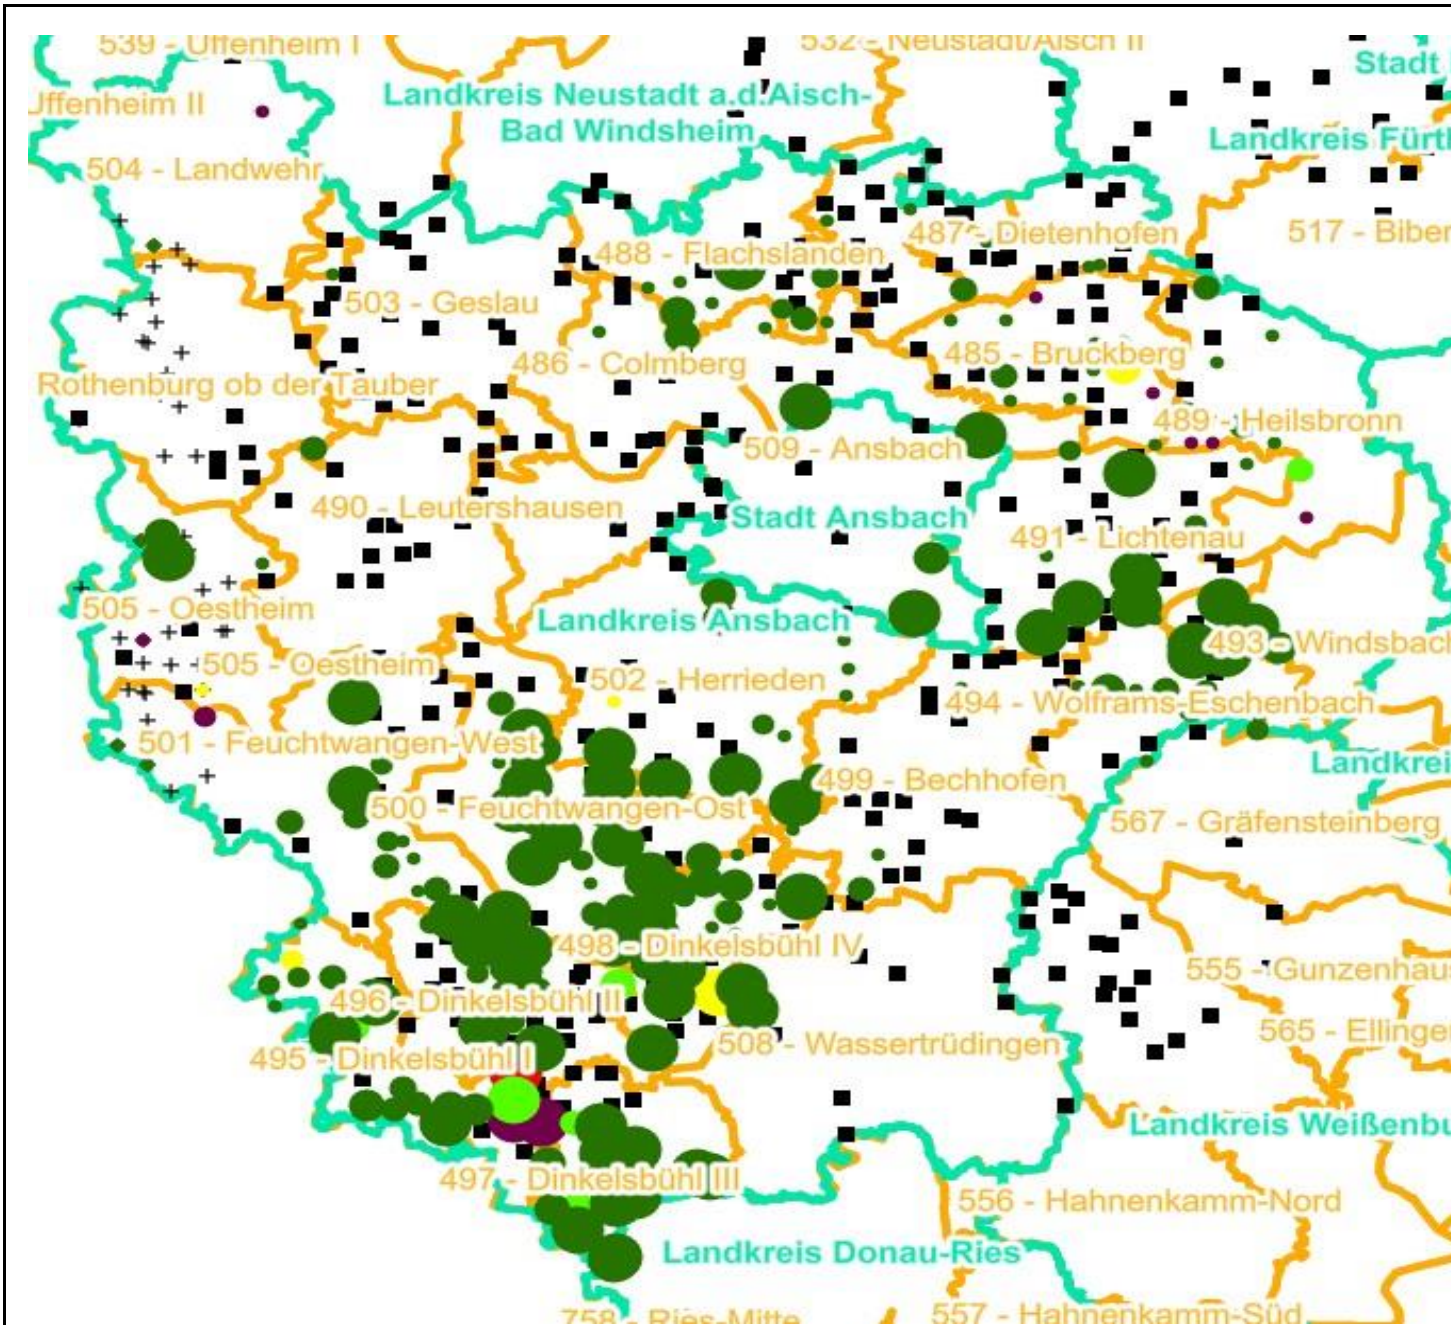 539 - Uffenheim I
532 - Neustadt/Aisch II
Stadt
Uffenheim II
Landkreis Neustadt a.d.Aisch-
Bad Windsheim
Landkreis Fürt
504 - Landwehr
488 - Flachslanden
487 - Dietenhofen
517 - Biber
503 - Geslau
486 - Colmberg
485 - Bruckberg
Rothenburg ob der Tauber
489 - Heilsbronn
509 - Ansbach
490 - Leutershausen
Stadt Ansbach
491 - Lichtenau
505 - Oestheim
Landkreis Ansbach
493 - Windsbach
505 - Oestheim
502 - Herrieden
494 - Wolframs-Eschenbach
501 - Feuchtwangen-West
Landkrei
499 - Bechhofen
500 - Feuchtwangen-Ost
567 - Gräfensteinberg
498 - Dinkelsbühl IV
555 - Gunzenhau
496 - Dinkelsbühl II
565 - Ellinge
495 - Dinkelsbühl I
508 - Wassertrüdingen
Landkreis Weißenbu
497 - Dinkelsbühl III
556 - Hahnenkamm-Nord
Landkreis Donau-Ries
758 - Ries-Mitte
557 - Hahnenkamm-Süd